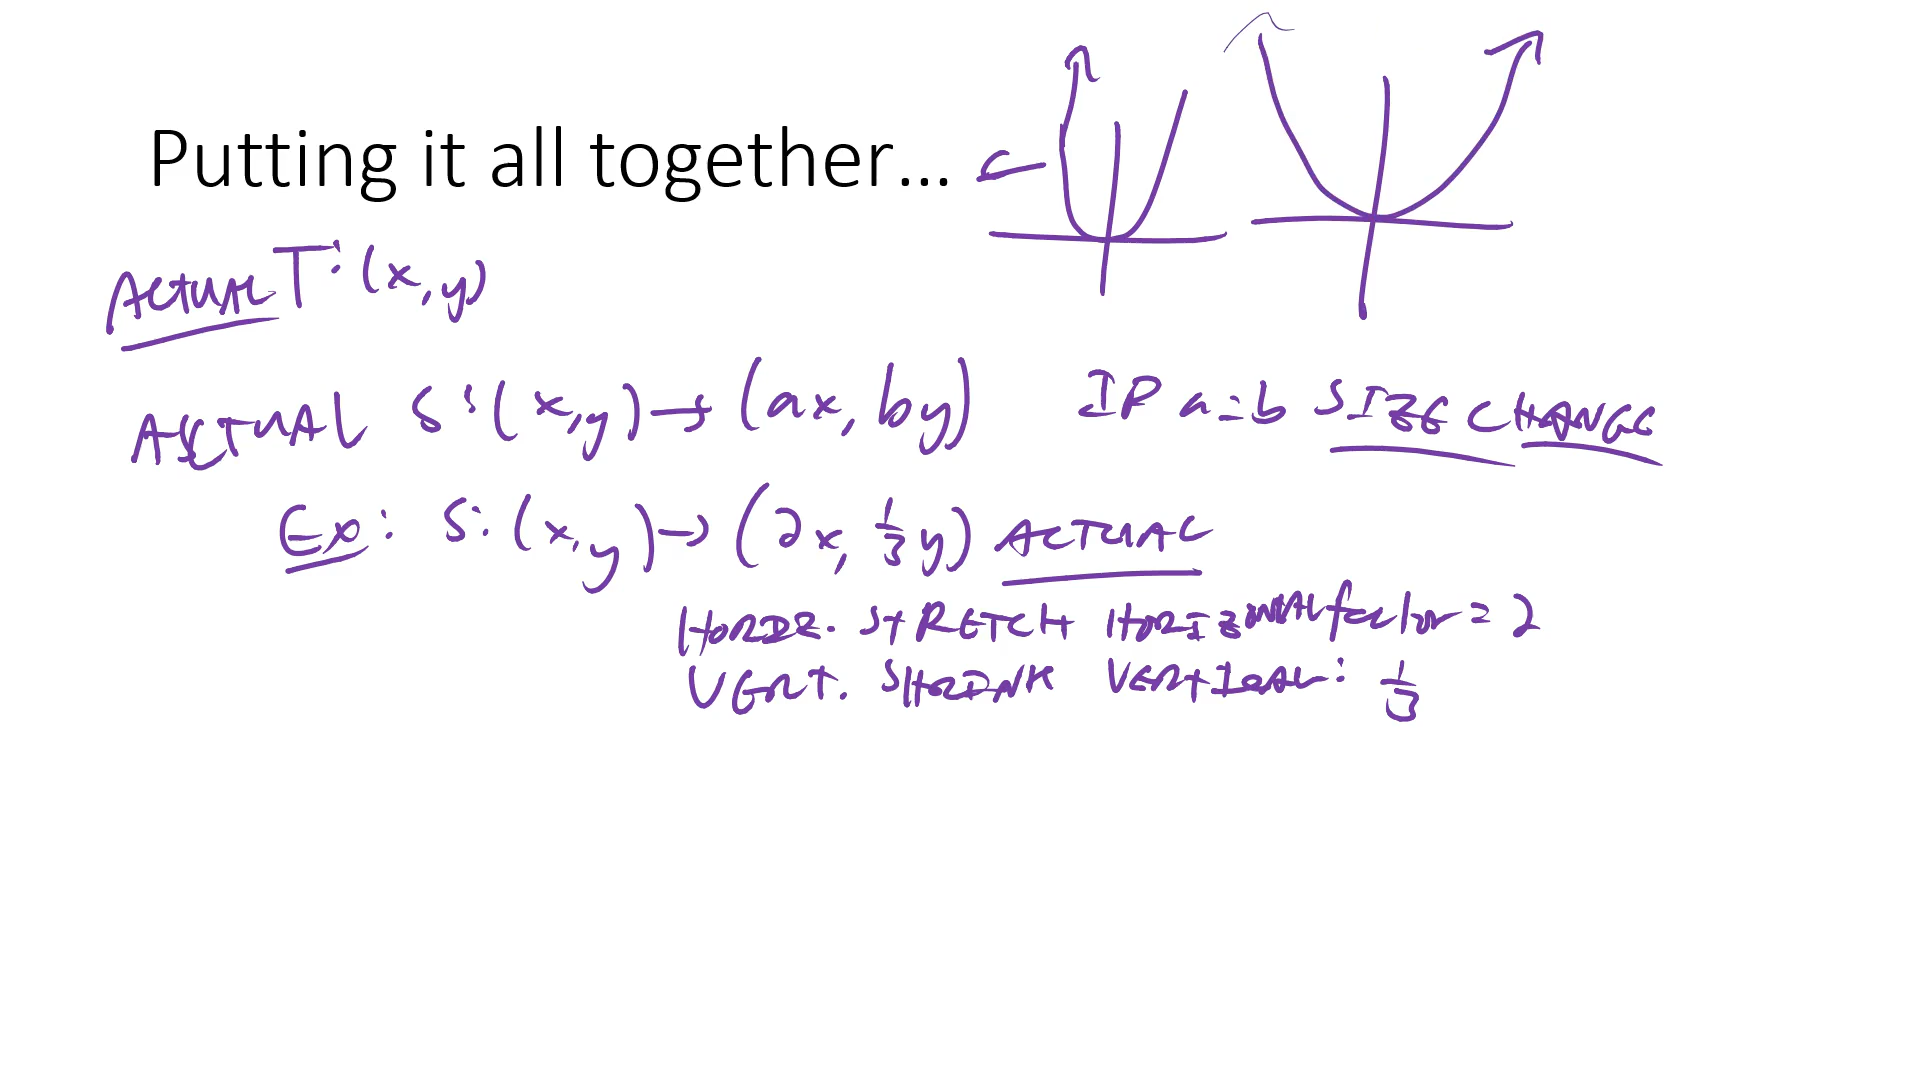 Putting it all together...
ACTUAL T:(x,y)
ACTUAL S:(x,y)→(ax, by) IF a=b SIZE CHANGE
Ex: S:(x,y)→(2x, 1/3 y) ACTUAL
HORIZ. STRETCH HORIZONTAL factor = 2
VERT. SHRINK VERTICAL: 1/3